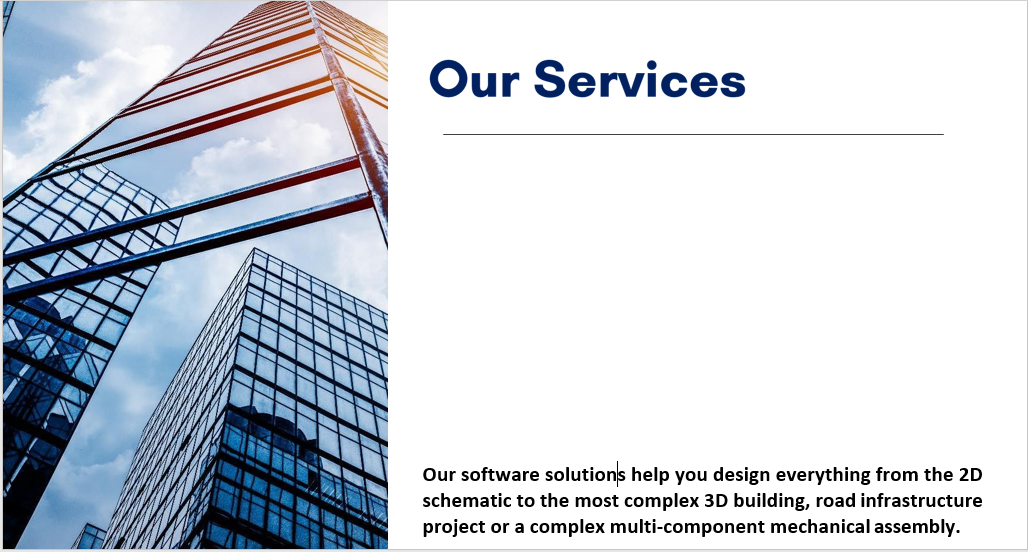 Our Services
Our software solutions help you design everything from the 2D
schematic to the most complex 3D building, road infrastructure
project or a complex multi-component mechanical assembly.